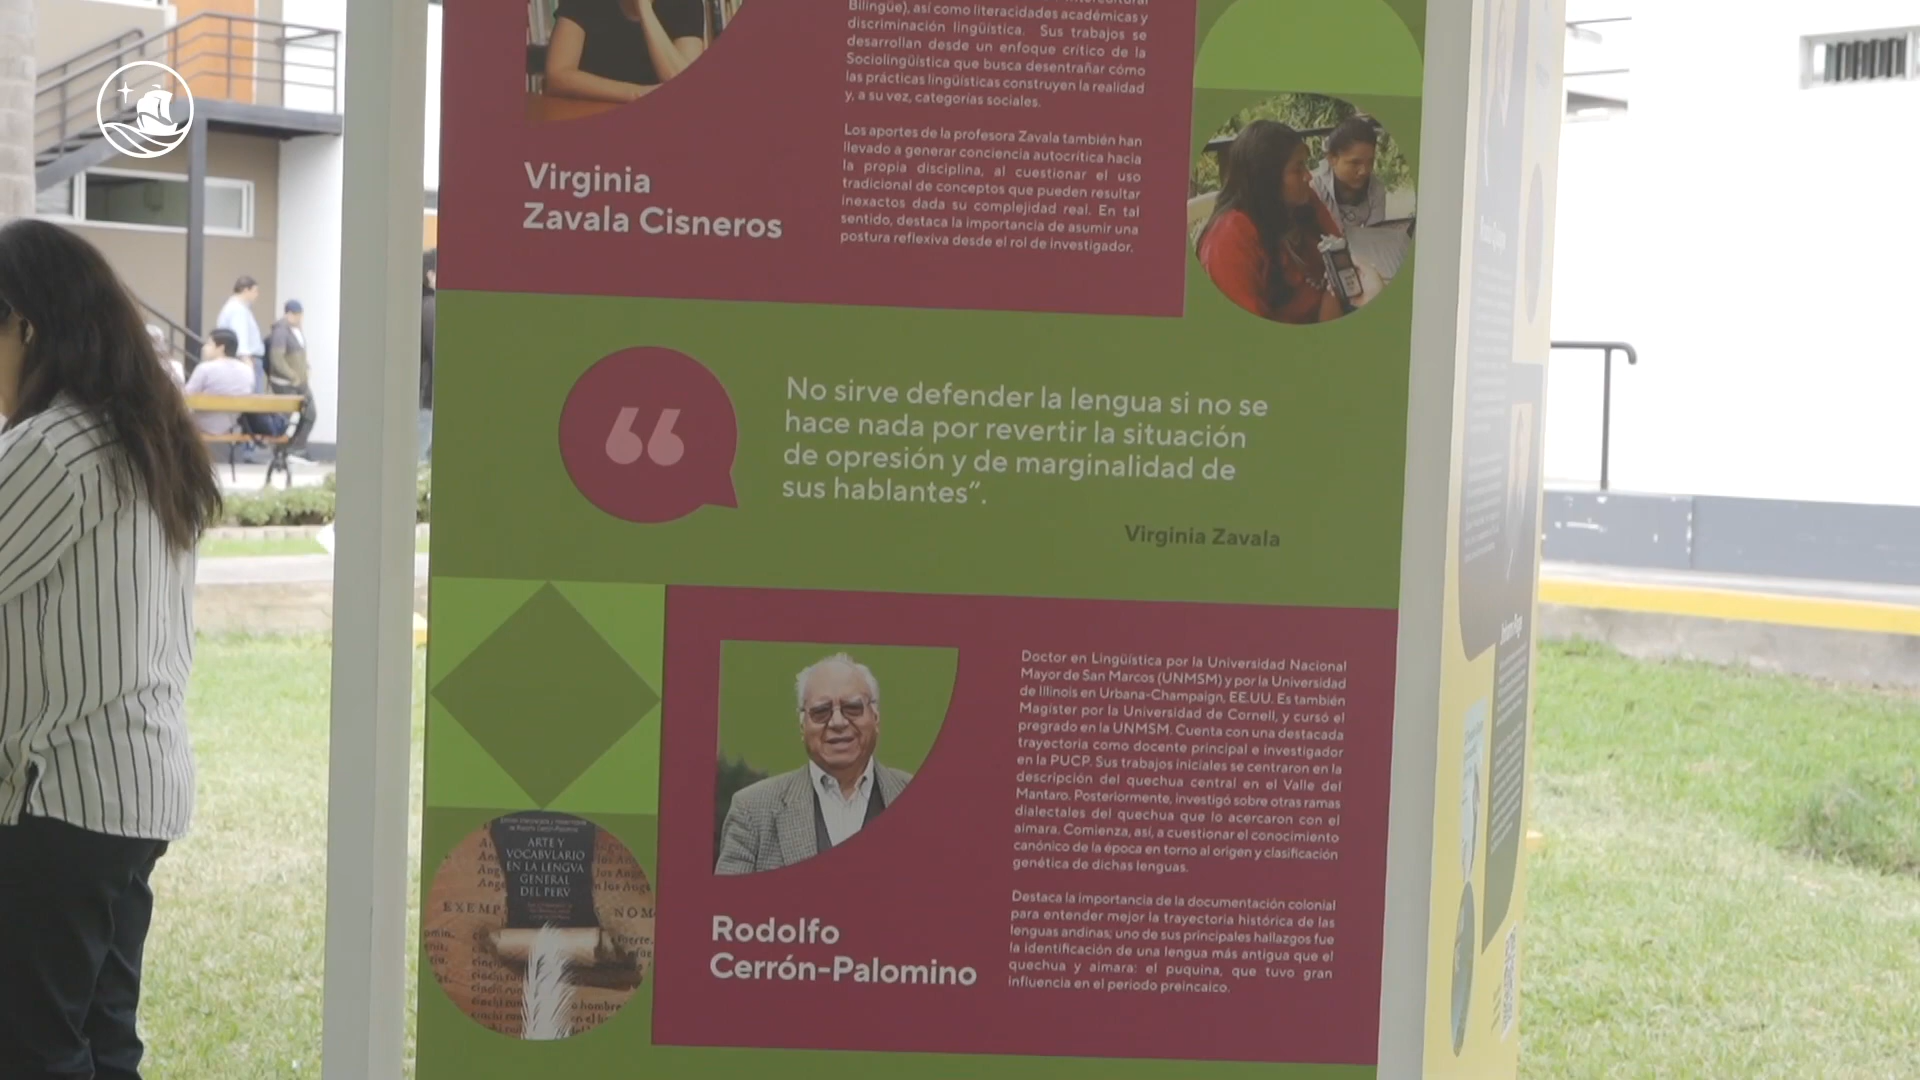 Bilingüe), así como literacidades académicas y
discriminación lingüística. Sus trabajos se
desarrollan desde un enfoque crítico de la
Sociolingüística que busca desentrañar cómo
las prácticas lingüísticas construyen la realidad
y, a su vez, categorías sociales.
Los aportes de la profesora Zavala también han
llevado a generar conciencia autocrítica hacia
la propia disciplina, al cuestionar el uso
tradicional de conceptos que pueden resultar
inexactos dada su complejidad real. En tal
sentido, destaca la importancia de asumir una
postura reflexiva desde el rol de investigador.
Virginia
Zavala Cisneros
“
No sirve defender la lengua si no se
hace nada por revertir la situación
de opresión y de marginalidad de
sus hablantes”.
Virginia Zavala
Doctor en Lingüística por la Universidad Nacional
Mayor de San Marcos (UNMSM) y por la Universidad
de Illinois en Urbana-Champaign, EE.UU. Es también
Magíster por la Universidad de Cornell, y cursó el
pregrado en la UNMSM. Cuenta con una destacada
trayectoria como docente principal e investigador
en la PUCP. Sus trabajos iniciales se centraron en la
descripción del quechua central en el Valle del
Mantaro. Posteriormente, investigó sobre otras ramas
dialectales del quechua que lo acercaron con el
aimara. Comienza, así, a cuestionar el conocimiento
canónico de la época en torno al origen y clasificación
genética de dichas lenguas.
Destaca la importancia de la documentación colonial
para entender mejor la trayectoria histórica de las
lenguas andinas; uno de sus principales hallazgos fue
la identificación de una lengua más antigua que el
quechua y aimara: el puquina, que tuvo gran
influencia en el periodo preincaico.
Rodolfo
Cerrón-Palomino
ARTE Y
VOCABVLARIO
EN LA LENGVA
GENERAL
DEL PERV
EXEMP
NOM